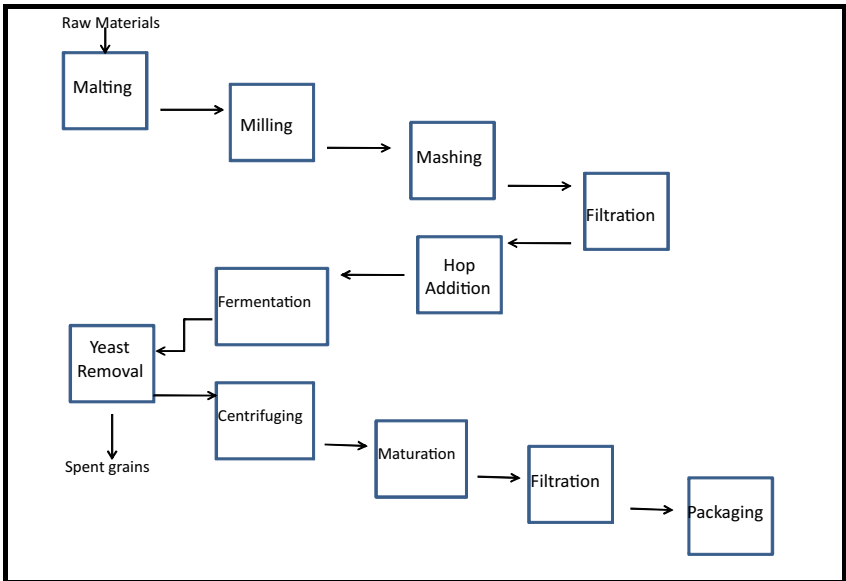 Raw Materials
Malting
Milling
Mashing
Filtration
Hop
Addition
Fermentation
Yeast
Removal
Spent grains
Centrifuging
Maturation
Filtration
Packaging